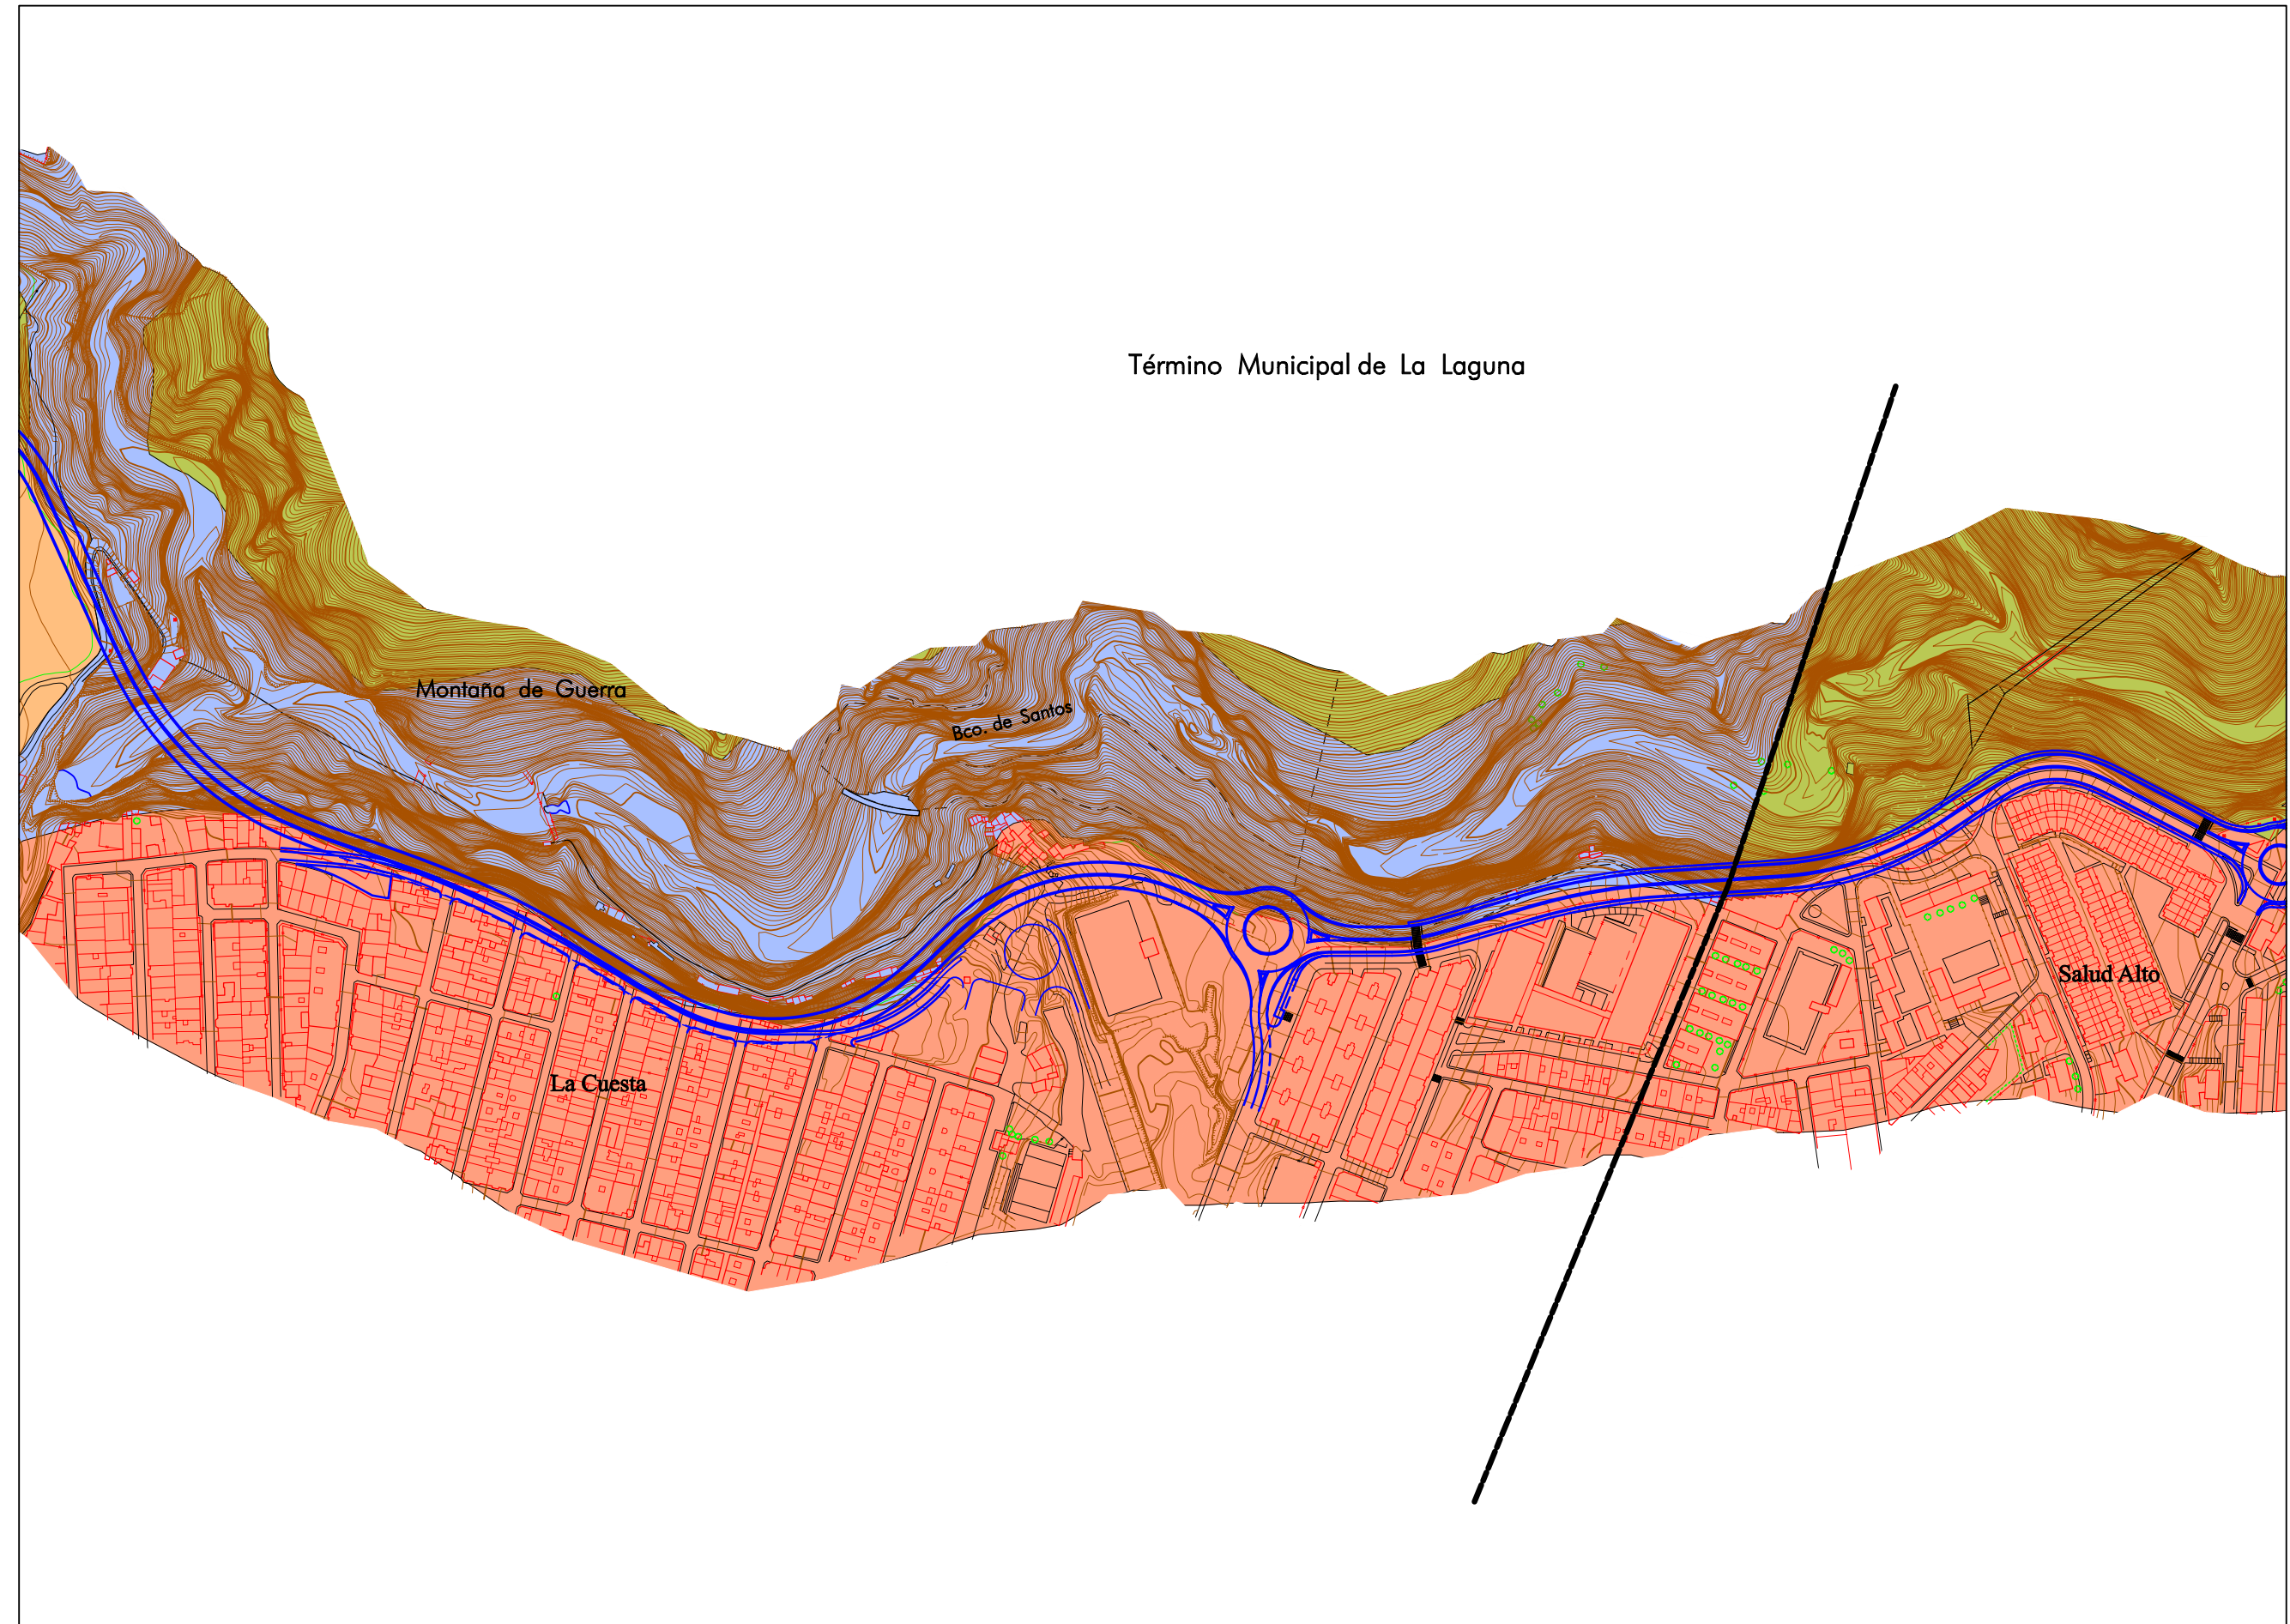 Término Municipal de La Laguna
Montaña de Guerra
Bco. de Santos
Salud Alto
La Cuesta